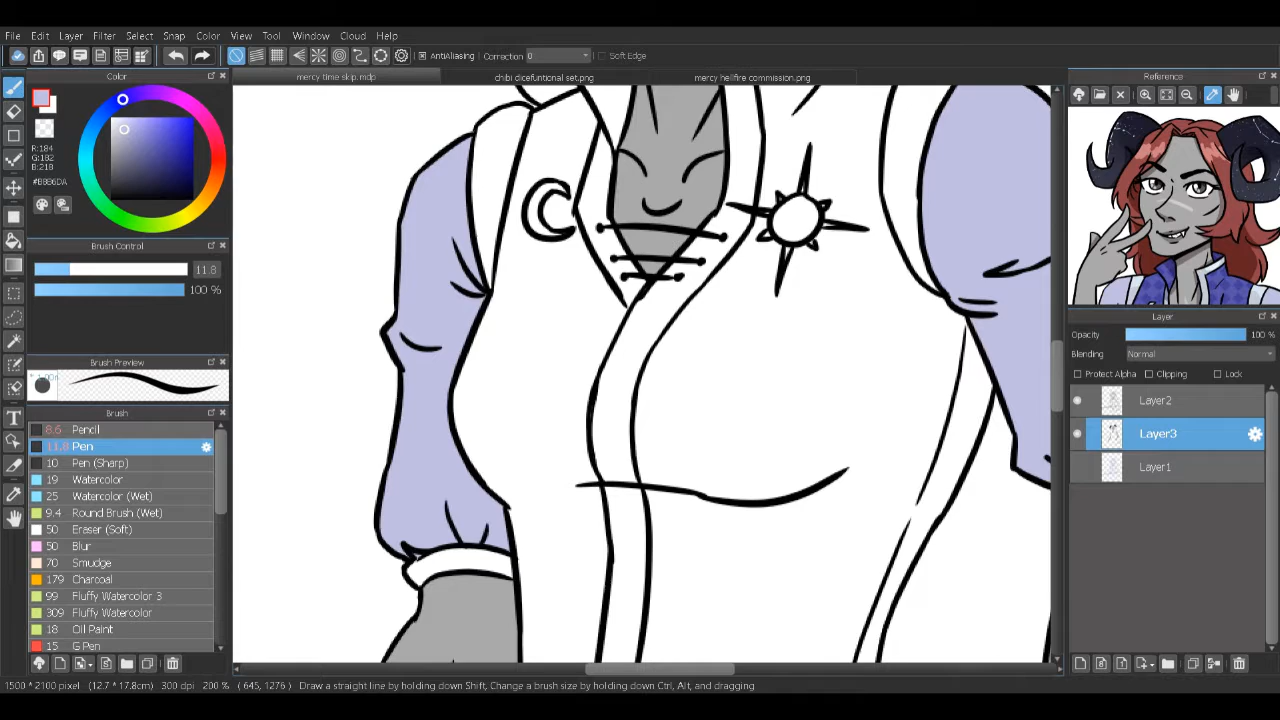 File Edit Layer Filter Select Snap Color View Tool Window Cloud Help
AntiAliasing Correction 0 Soft Edge
Color
mercy time skip.mdp chibi dicefuntional set.png mercy hellfire commission.png
Reference
R:184
G:182
B:218
#B8B6DA
Brush Control
11.8
100 %
Brush Preview
Brush
8.6 Pencil
11.8 Pen
10 Pen (Sharp)
19 Watercolor
25 Watercolor (Wet)
9.4 Round Brush (Wet)
50 Eraser (Soft)
50 Blur
70 Smudge
179 Charcoal
99 Fluffy Watercolor 3
309 Fluffy Watercolor
18 Oil Paint
15 G Pen
Layer
Opacity 100 %
Blending Normal
Protect Alpha Clipping Lock
Layer2
Layer3
Layer1
1500 * 2100 pixel (12.7 * 17.8cm) 300 dpi 200 % ( 645, 1276 ) Draw a straight line by holding down Shift, Change a brush size by holding down Ctrl, Alt, and dragging